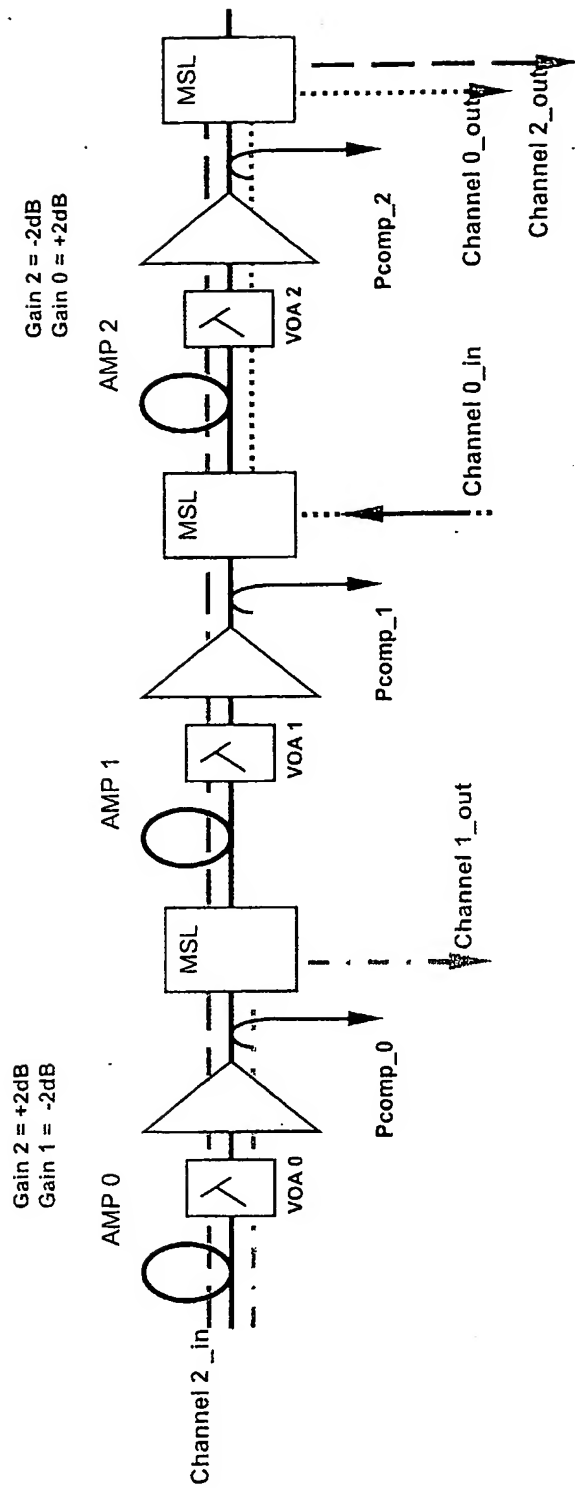 Gain 2 = +2dB
Gain 1 = -2dB
Gain 2 = -2dB
Gain 0 = +2dB
AMP 0
AMP 1
AMP 2
Channel 2_in
VOA 0
MSL
VOA 1
MSL
VOA 2
MSL
Pcomp_0
Pcomp_1
Pcomp_2
Channel 1_out
Channel 0_in
Channel 0_out
Channel 2_out